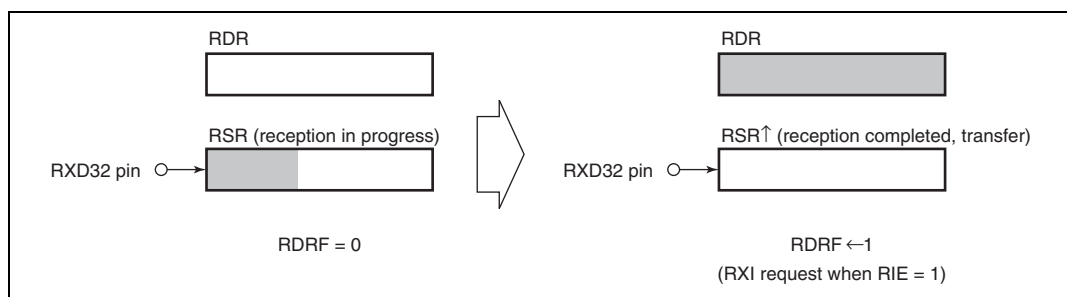 RDR
RSR (reception in progress)
RXD32 pin
RDRF = 0
RDR
RSR↑ (reception completed, transfer)
RXD32 pin
RDRF ←1
(RXI request when RIE = 1)